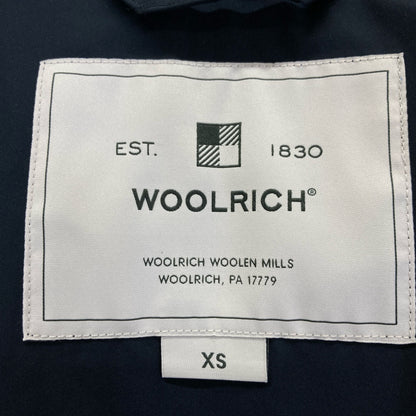 EST. 1830
WOOLRICH®
WOOLRICH WOOLEN MILLS
WOOLRICH, PA 17779
XS